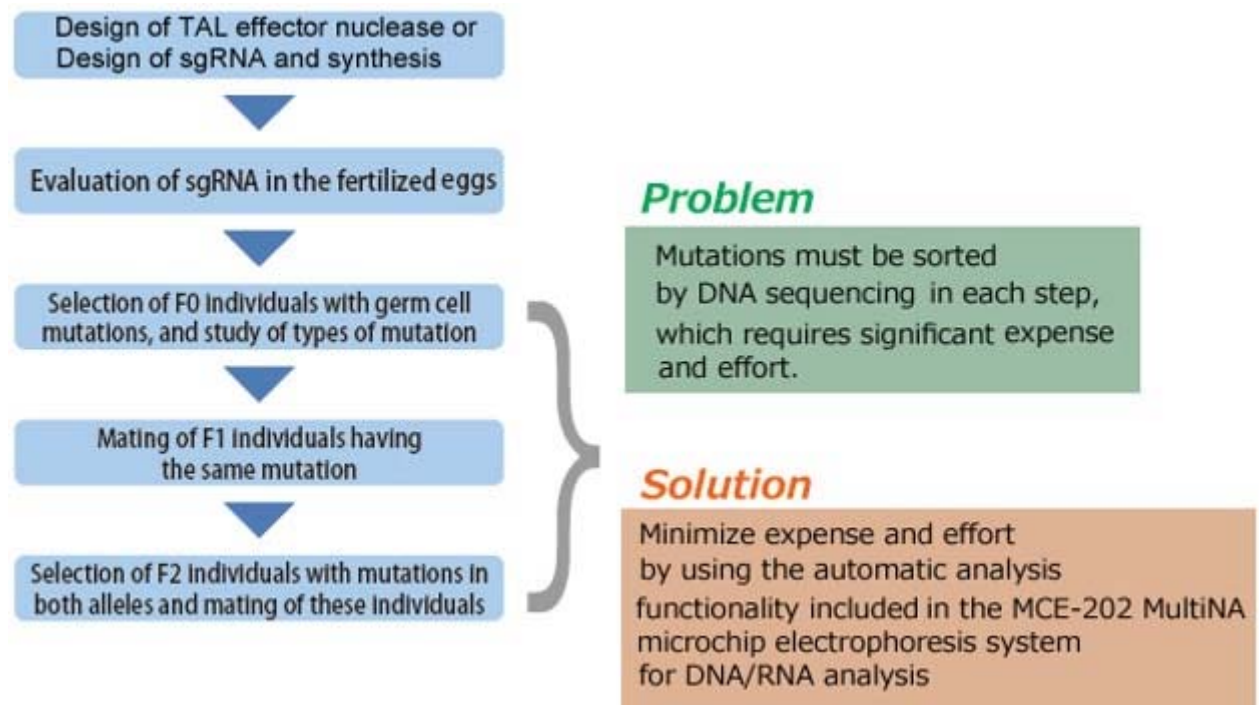 Design of TAL effector nuclease or
Design of sgRNA and synthesis
Evaluation of sgRNA in the fertilized eggs
Selection of F0 individuals with germ cell
mutations, and study of types of mutation
Mating of F1 individuals having
the same mutation
Selection of F2 individuals with mutations in
both alleles and mating of these individuals
Problem
Mutations must be sorted
by DNA sequencing in each step,
which requires significant expense
and effort.
Solution
Minimize expense and effort
by using the automatic analysis
functionality included in the MCE-202 MultiNA
microchip electrophoresis system
for DNA/RNA analysis